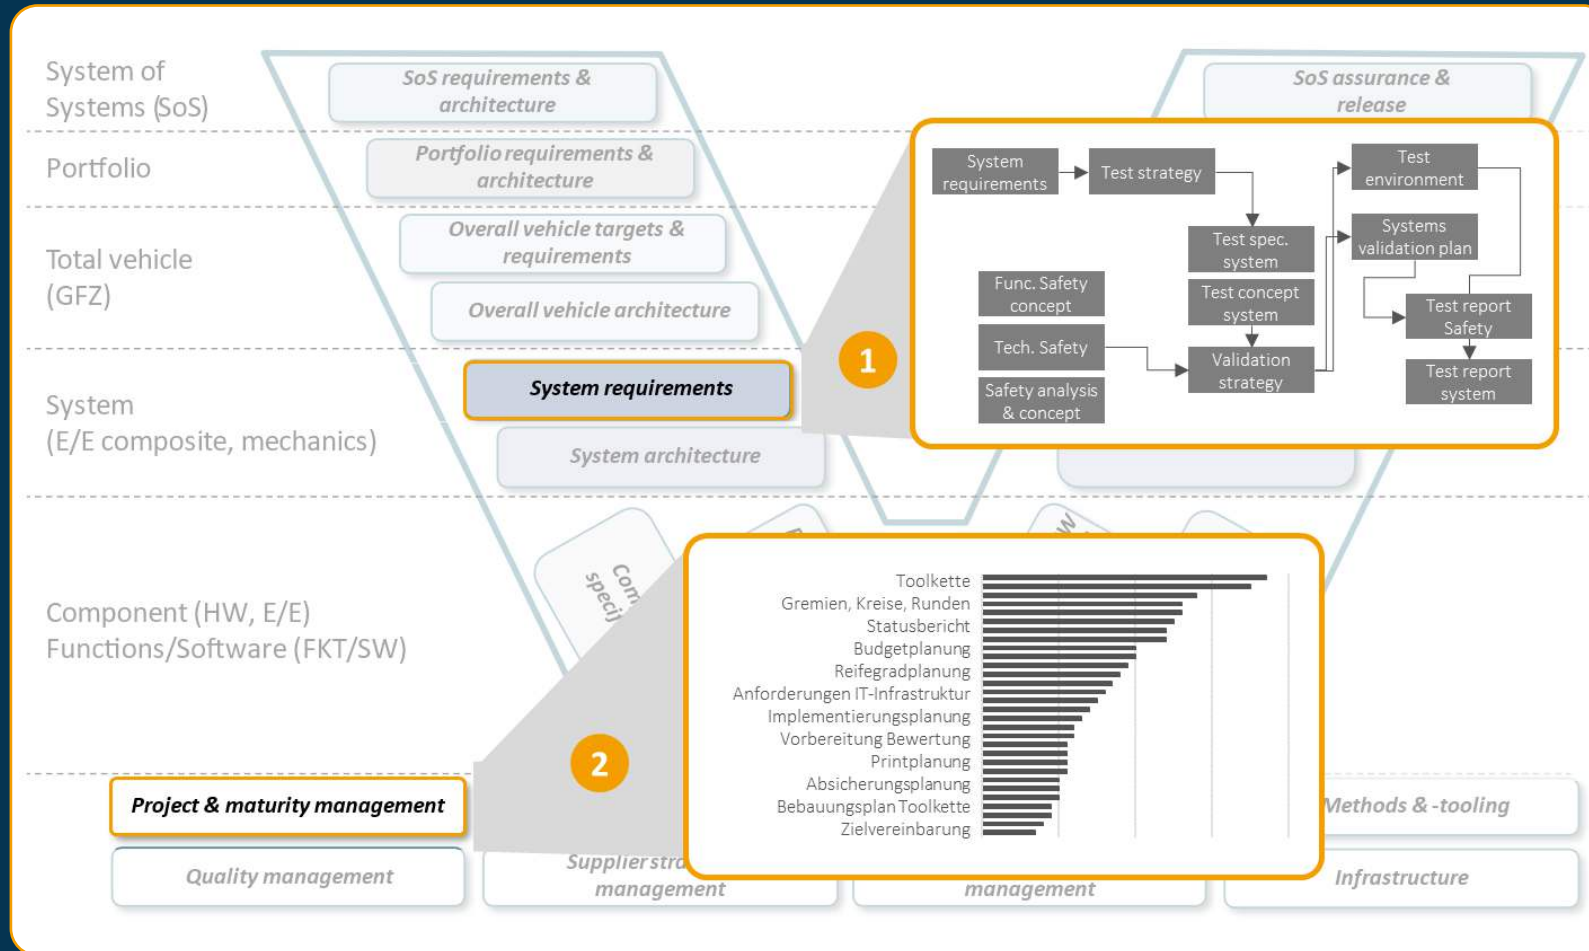 System of
Systems (SoS)
SoS requirements &
architecture
SoS assurance &
release
Portfolio
Portfolio requirements &
architecture
Total vehicle
(GFZ)
Overall vehicle targets &
requirements
Overall vehicle architecture
System
(E/E composite, mechanics)
System requirements
System architecture
1
System
requirements
Test strategy
Test
environment
Test spec.
system
Systems
validation plan
Func. Safety
concept
Test concept
system
Test report
Safety
Tech. Safety
Validation
strategy
Test report
system
Safety analysis
& concept
Component (HW, E/E)
Functions/Software (FKT/SW)
2
Toolkette
Gremien, Kreise, Runden
Statusbericht
Budgetplanung
Reifegradplanung
Anforderungen IT-Infrastruktur
Implementierungsplanung
Vorbereitung Bewertung
Printplanung
Absicherungsplanung
Bebauungsplan Toolkette
Zielvereinbarung
Project & maturity management
Methods & -tooling
Quality management
Supplier
management
management
Infrastructure